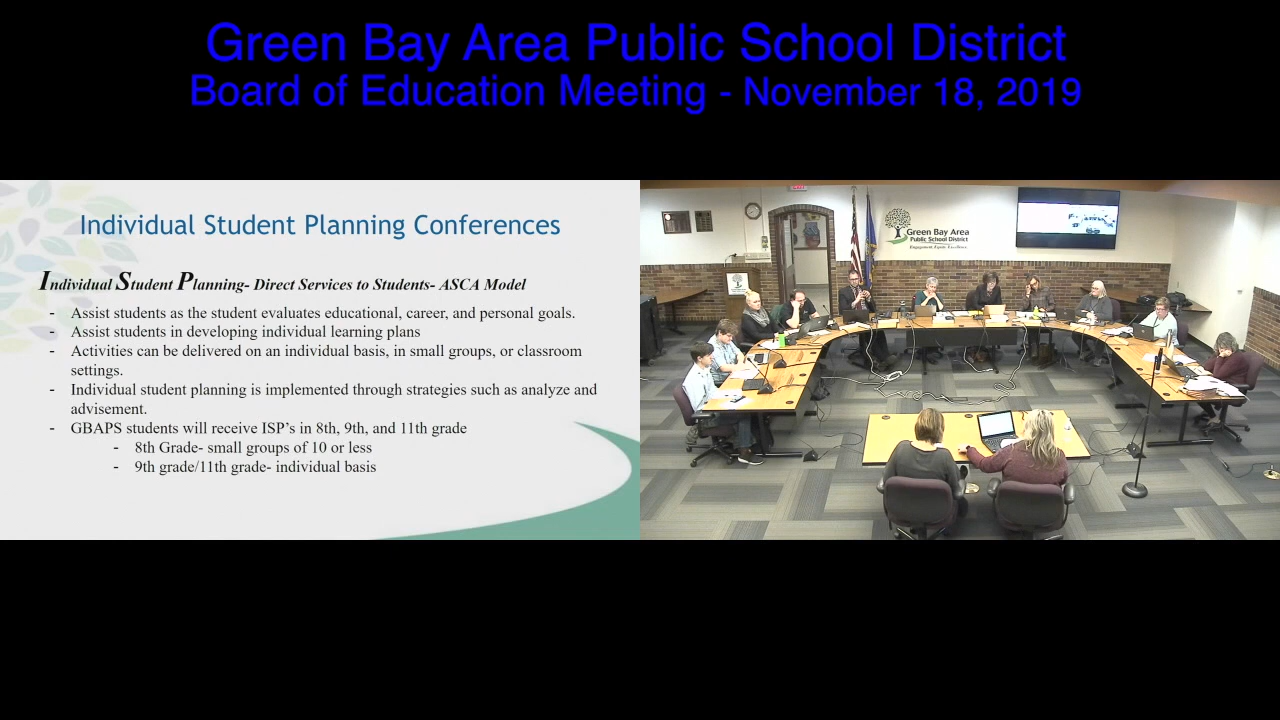 Green Bay Area Public School District
Board of Education Meeting - November 18, 2019
Individual Student Planning Conferences
Individual Student Planning- Direct Services to Students- ASCA Model
- Assist students as the student evaluates educational, career, and personal goals.
- Assist students in developing individual learning plans
- Activities can be delivered on an individual basis, in small groups, or classroom
settings.
- Individual student planning is implemented through strategies such as analyze and
advisement.
- GBAPS students will receive ISP's in 8th, 9th, and 11th grade
- 8th Grade- small groups of 10 or less
- 9th grade/11th grade- individual basis
Green Bay Area
Public School District